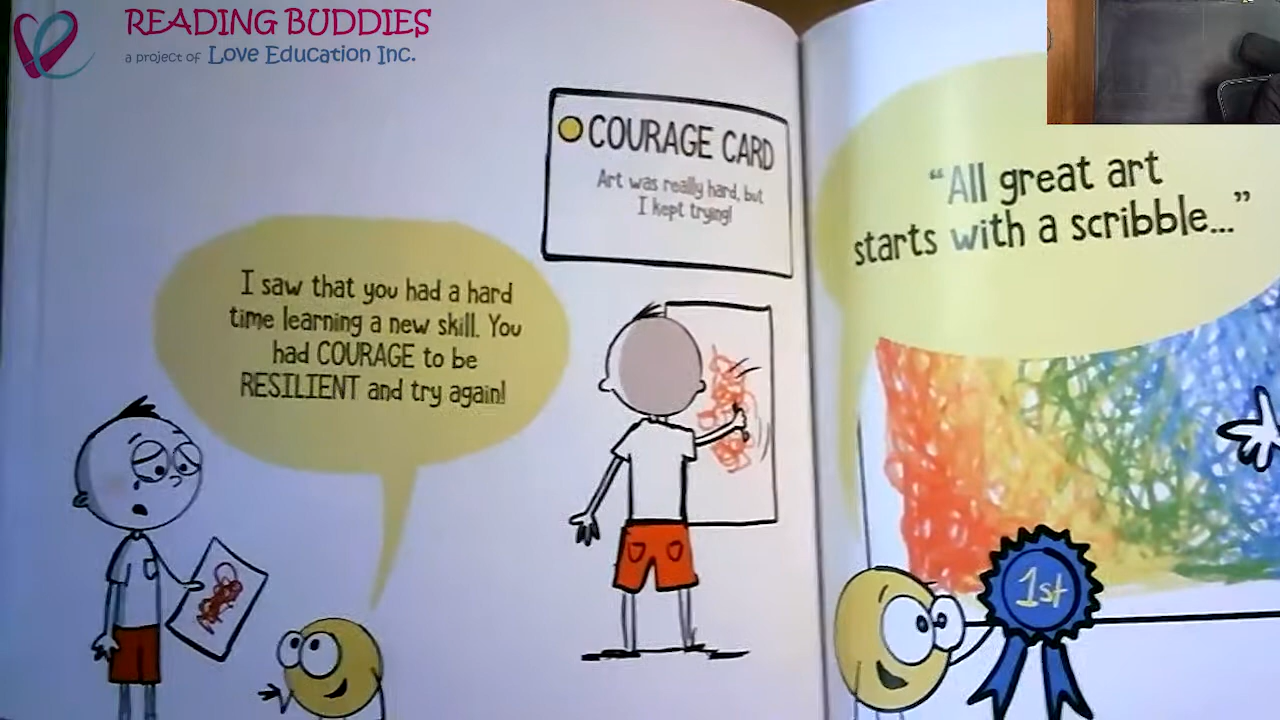 READING BUDDIES
a project of Love Education Inc.
COURAGE CARD
Art was really hard, but
I kept trying!
I saw that you had a hard
time learning a new skill. You
had COURAGE to be
RESILIENT and try again!
"All great art
starts with a scribble..."
1st